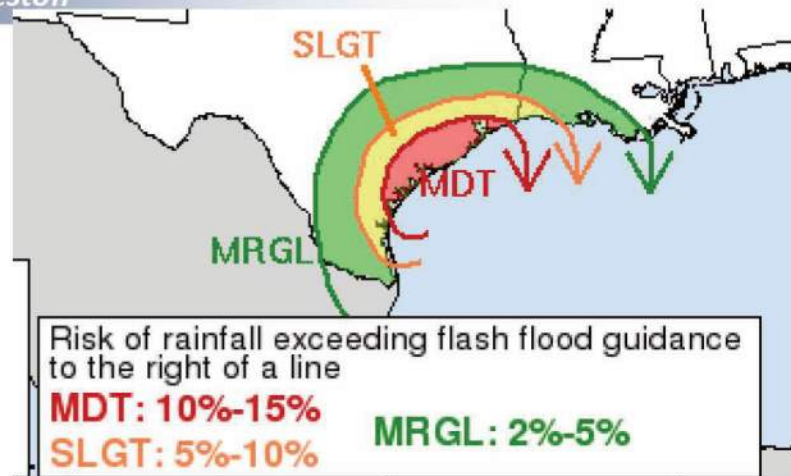 SLGT
MDT
MRGL
Risk of rainfall exceeding flash flood guidance
to the right of a line
MDT: 10%-15%
SLGT: 5%-10%
MRGL: 2%-5%